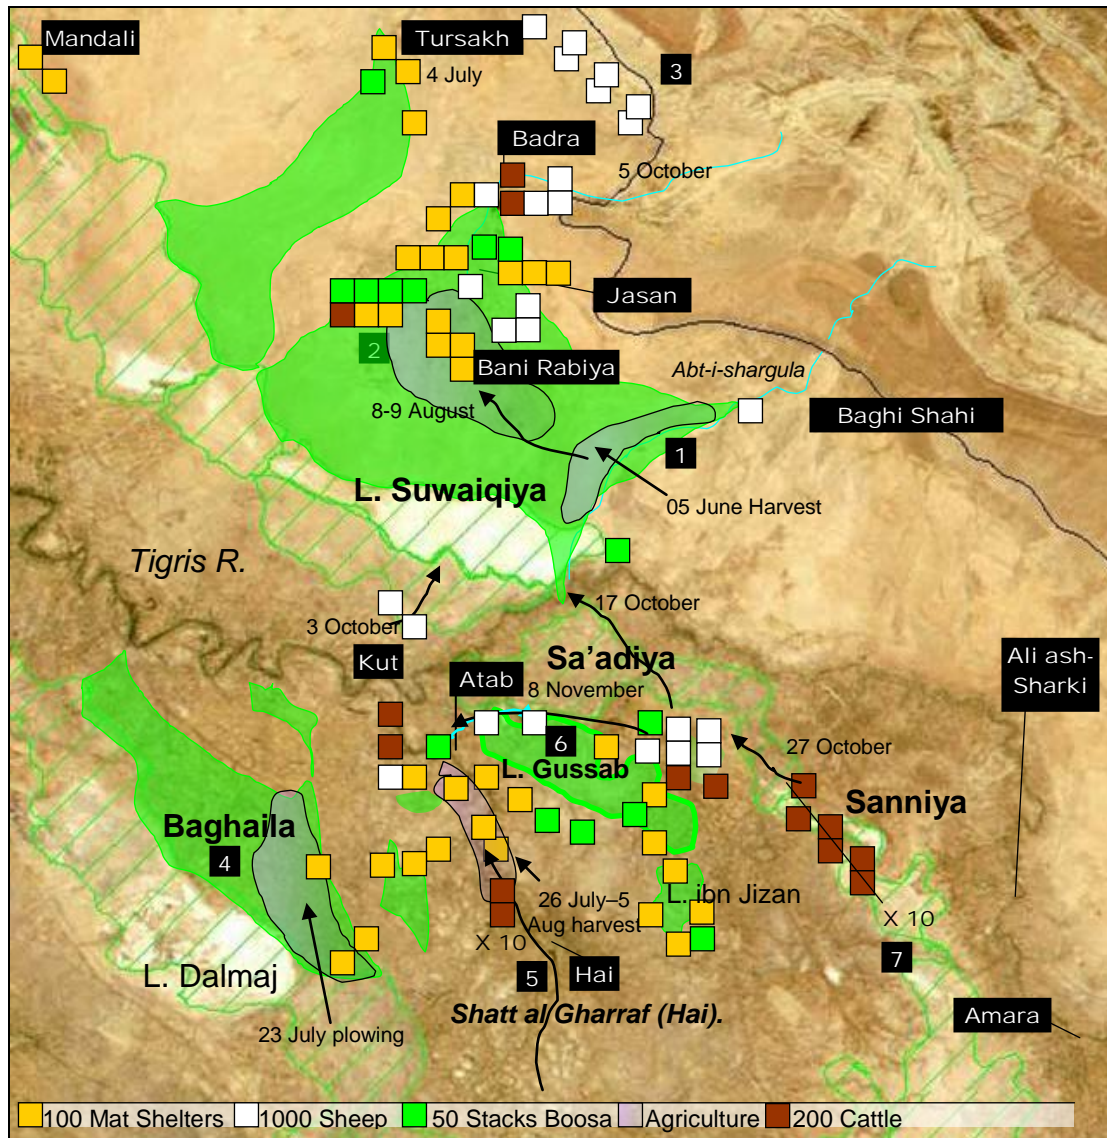 Mandali
Tursakh
4 July
3
Badra
5 October
Jasan
2
Bani Rabiya
Abt-i-shargula
8-9 August
Baghi Shahi
1
L. Suwaiqiya
05 June Harvest
Tigris R.
17 October
3 October
Kut
Sa'adiya
Ali ash-
Sharki
Atab
8 November
6
27 October
L. Gussab
Sanniya
Baghaila
4
26 July–5
Aug harvest
L. ibn Jizan
X 10
X 10
7
L. Dalmaj
5
Hai
Shatt al Gharraf (Hai).
Amara
23 July plowing
100 Mat Shelters 1000 Sheep 50 Stacks Boosa Agriculture 200 Cattle